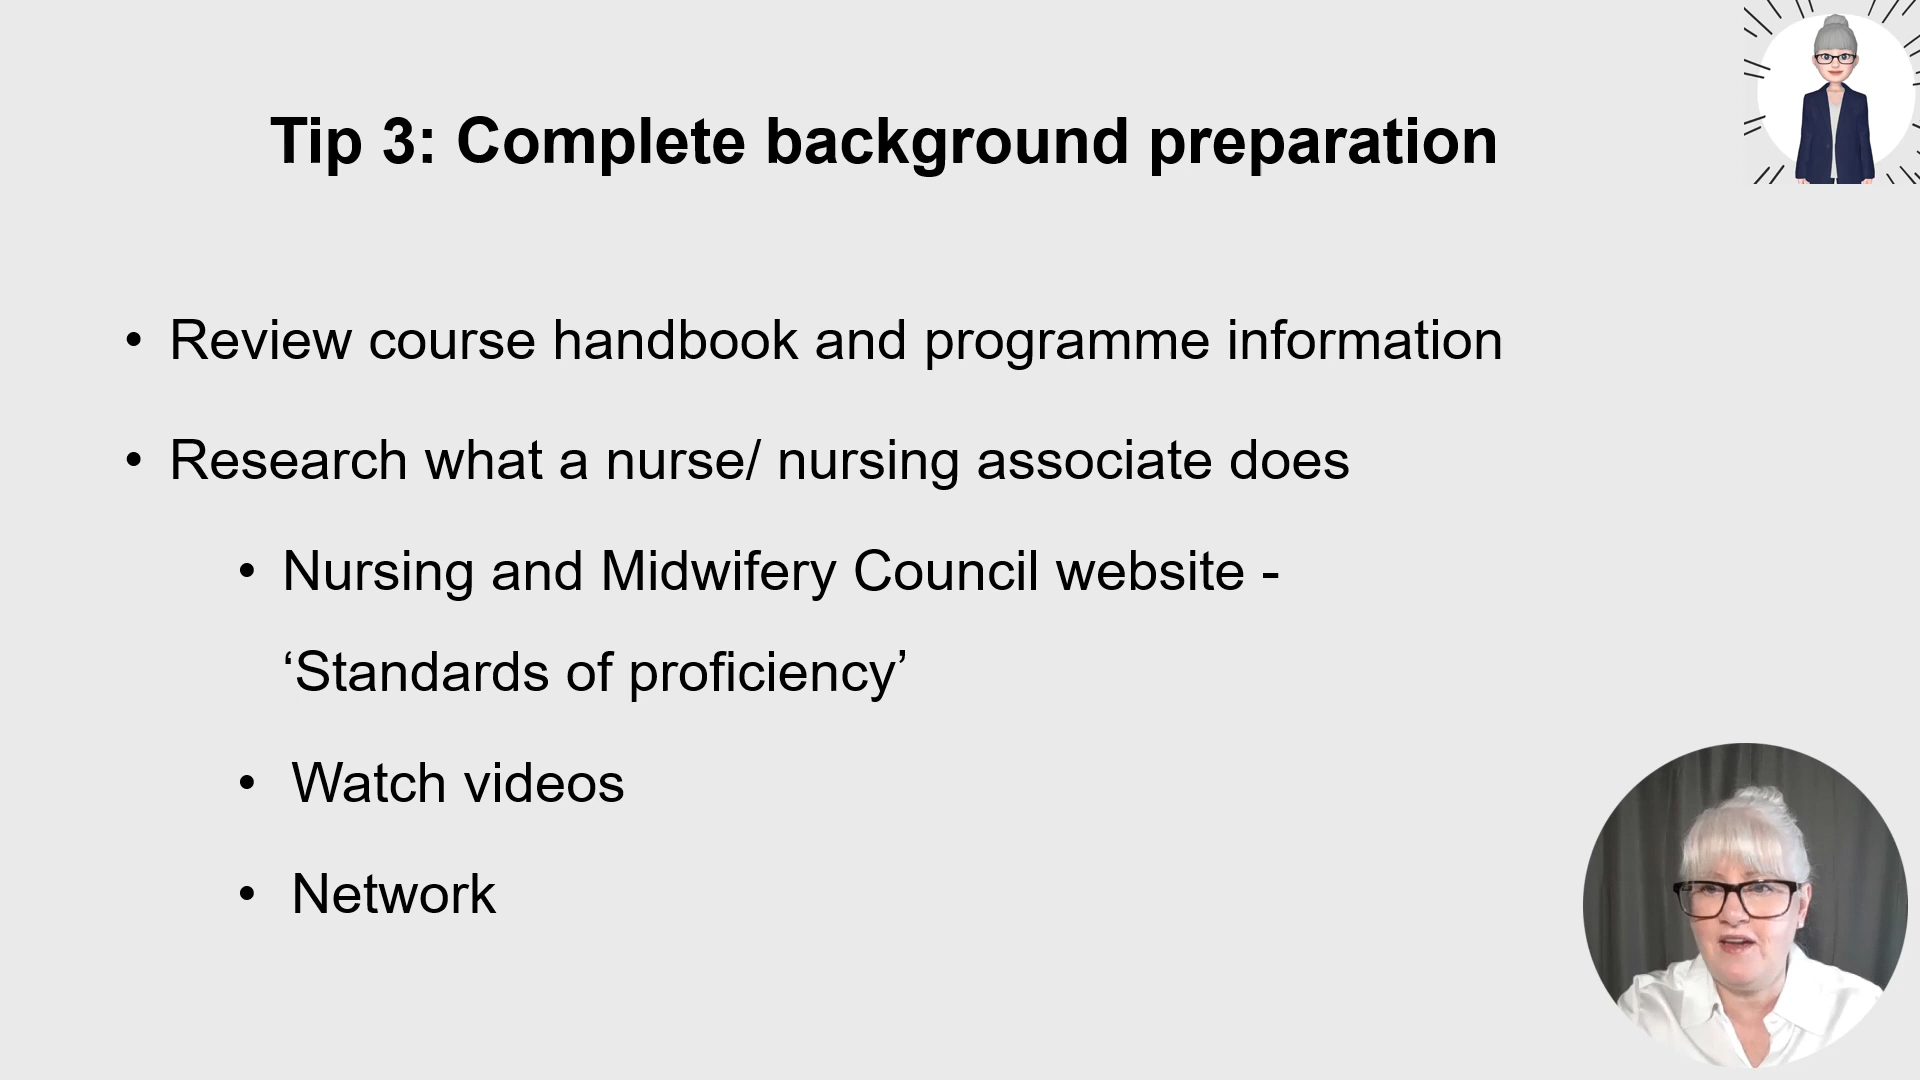 Tip 3: Complete background preparation
• Review course handbook and programme information
• Research what a nurse/ nursing associate does
• Nursing and Midwifery Council website -
‘Standards of proficiency’
• Watch videos
• Network